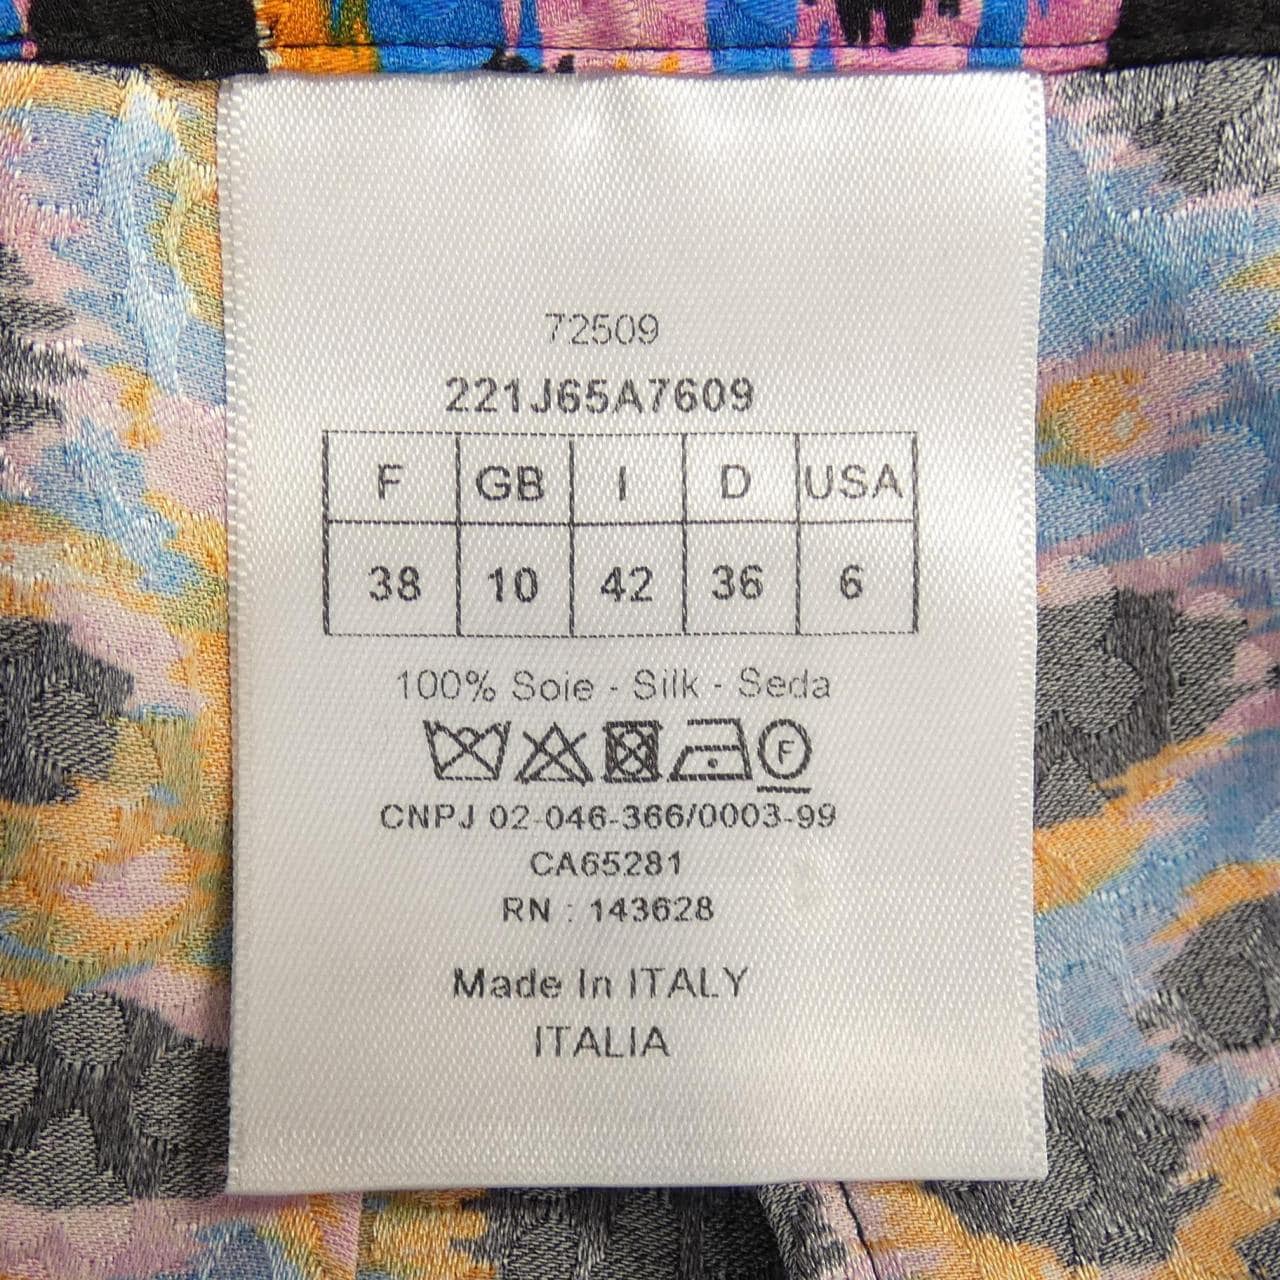 72509
221J65A7609
F GB I D USA
38 10 42 36 6
100% Soie - Silk - Seda
F
CNPJ 02-046-366/0003-99
CA65281
RN : 143628
Made In ITALY
ITALIA